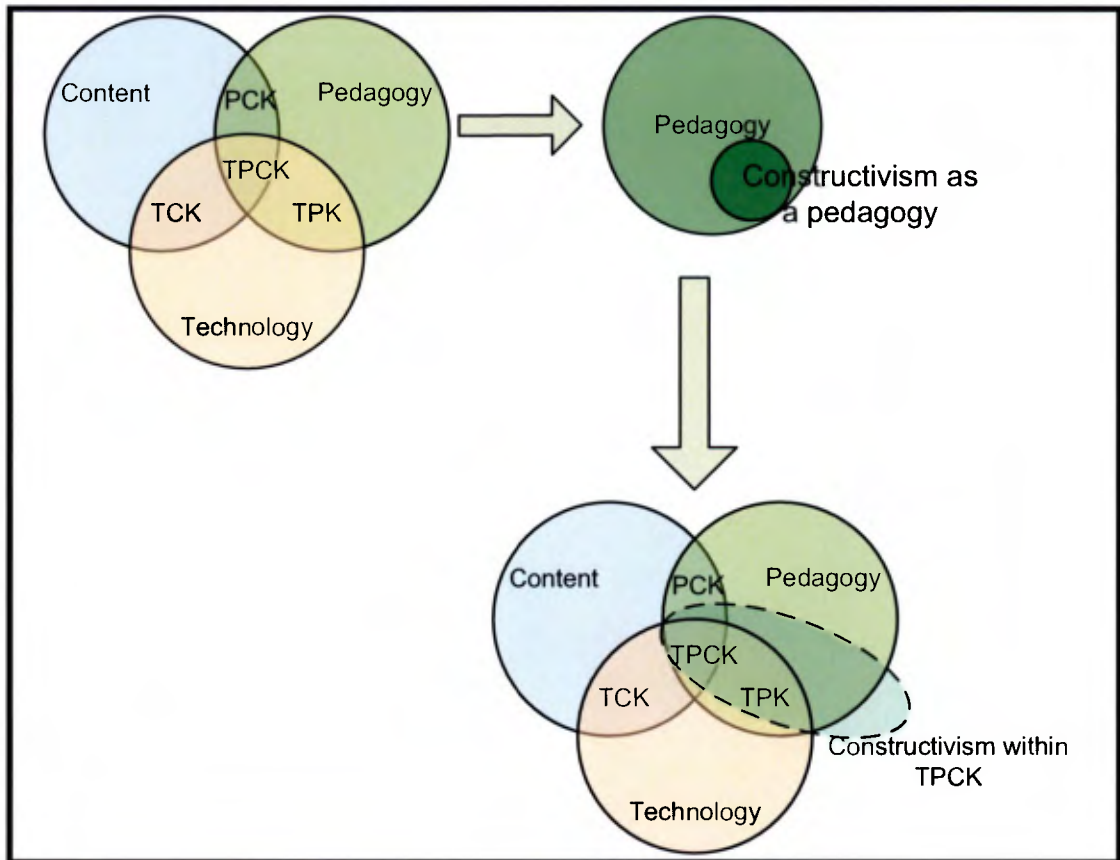 Content
PCK
Pedagogy
TPCK
TCK
TPK
Technology
Pedagogy
Constructivism as
a pedagogy
Content
PCK
Pedagogy
TPCK
TCK
TPK
Constructivism within
TPCK
Technology